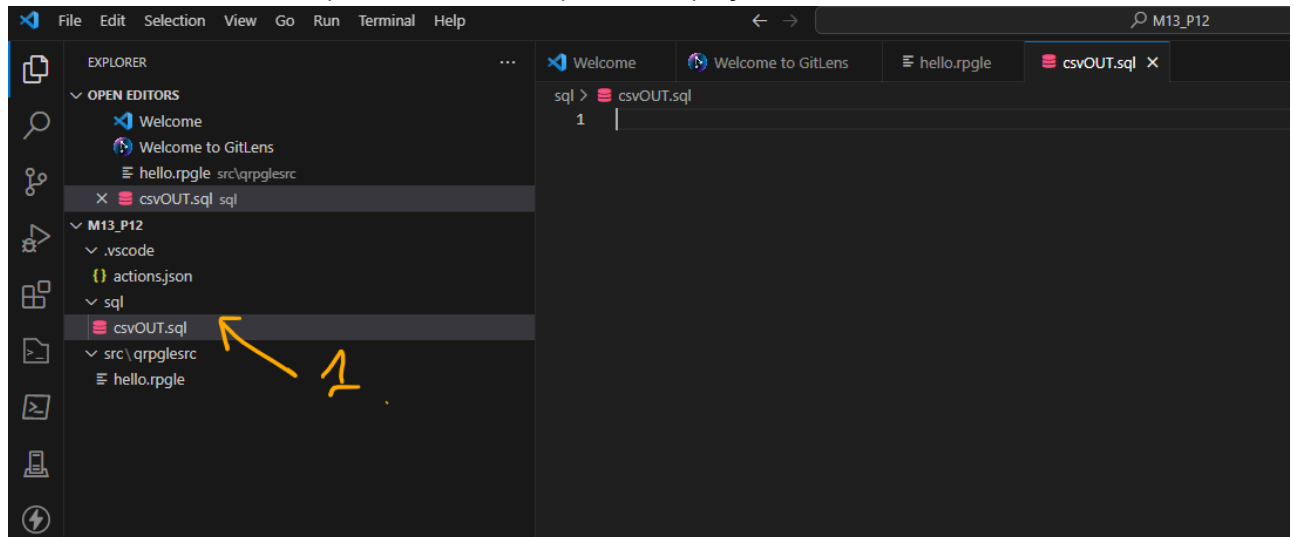 File Edit Selection View Go Run Terminal Help
M13_P12
EXPLORER
Welcome
Welcome to GitLens
hello.rpgle
csvOUT.sql
OPEN EDITORS
sql > csvOUT.sql
Welcome
1
Welcome to GitLens
hello.rpgle src\qrpglesrc
csvOUT.sql sql
M13_P12
.vscode
{} actions.json
sql
csvOUT.sql
src\qrpglesrc
hello.rpgle
1